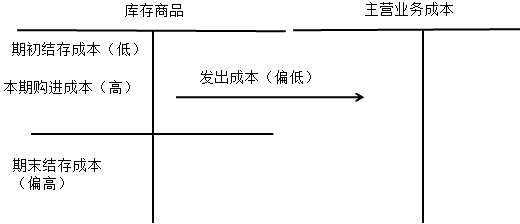 库存商品
主营业务成本
期初结存成本（低）
发出成本（偏低）
本期购进成本（高）
期末结存成本
（偏高）